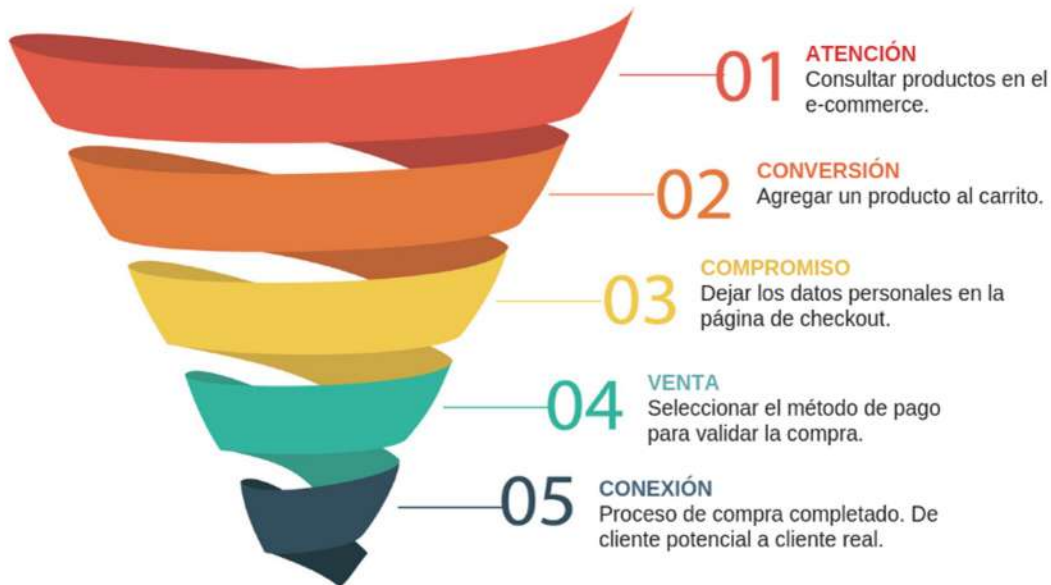 01
ATENCIÓN
Consultar productos en el
e-commerce.
02
CONVERSIÓN
Agregar un producto al carrito.
03
COMPROMISO
Dejar los datos personales en la
página de checkout.
04
VENTA
Seleccionar el método de pago
para validar la compra.
05
CONEXIÓN
Proceso de compra completado. De
cliente potencial a cliente real.